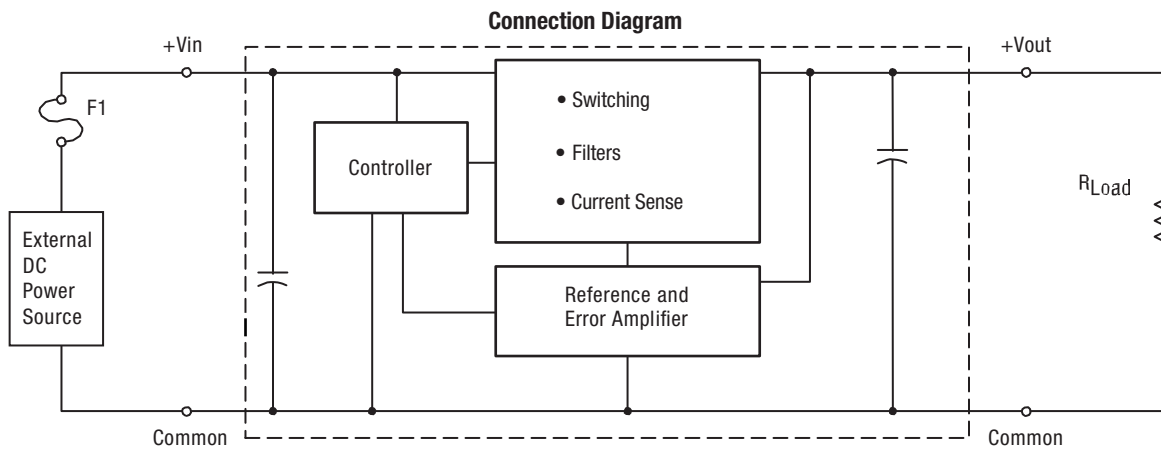 Connection Diagram
+Vin
+Vout
F1
• Switching
• Filters
• Current Sense
Controller
RLoad
External
DC
Power
Source
Reference and
Error Amplifier
Common
Common